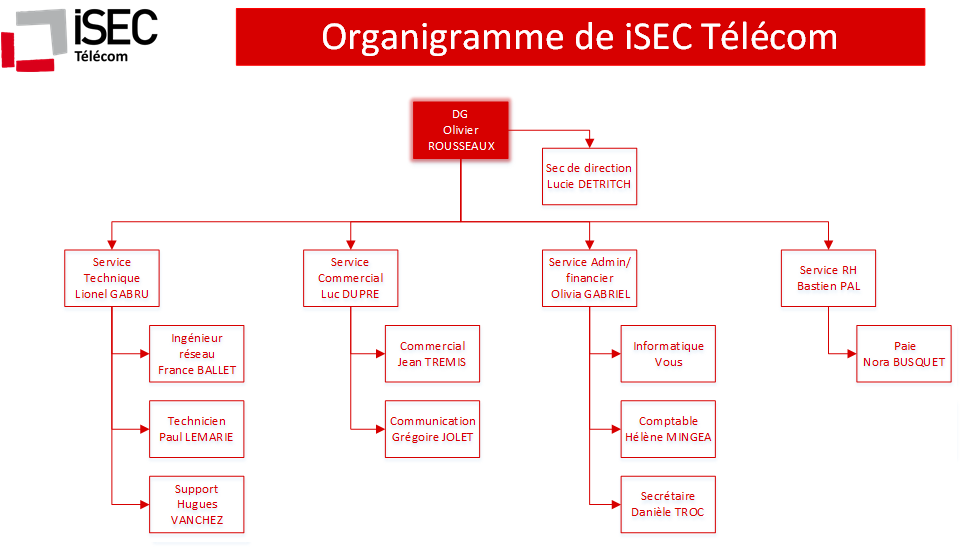 iSEC
Télécom
Organigramme de iSEC Télécom
DG
Olivier
ROUSSEAUX
Sec de direction
Lucie DETRITCH
Service
Technique
Lionel GABRU
Service
Commercial
Luc DUPRE
Service Admin/
financier
Olivia GABRIEL
Service RH
Bastien PAL
Ingénieur
réseau
France BALLET
Commercial
Jean TREMIS
Informatique
Vous
Paie
Nora BUSQUET
Technicien
Paul LEMARIE
Communication
Grégoire JOLET
Comptable
Hélène MINGEA
Support
Hugues
VANCHEZ
Secrétaire
Danièle TROC